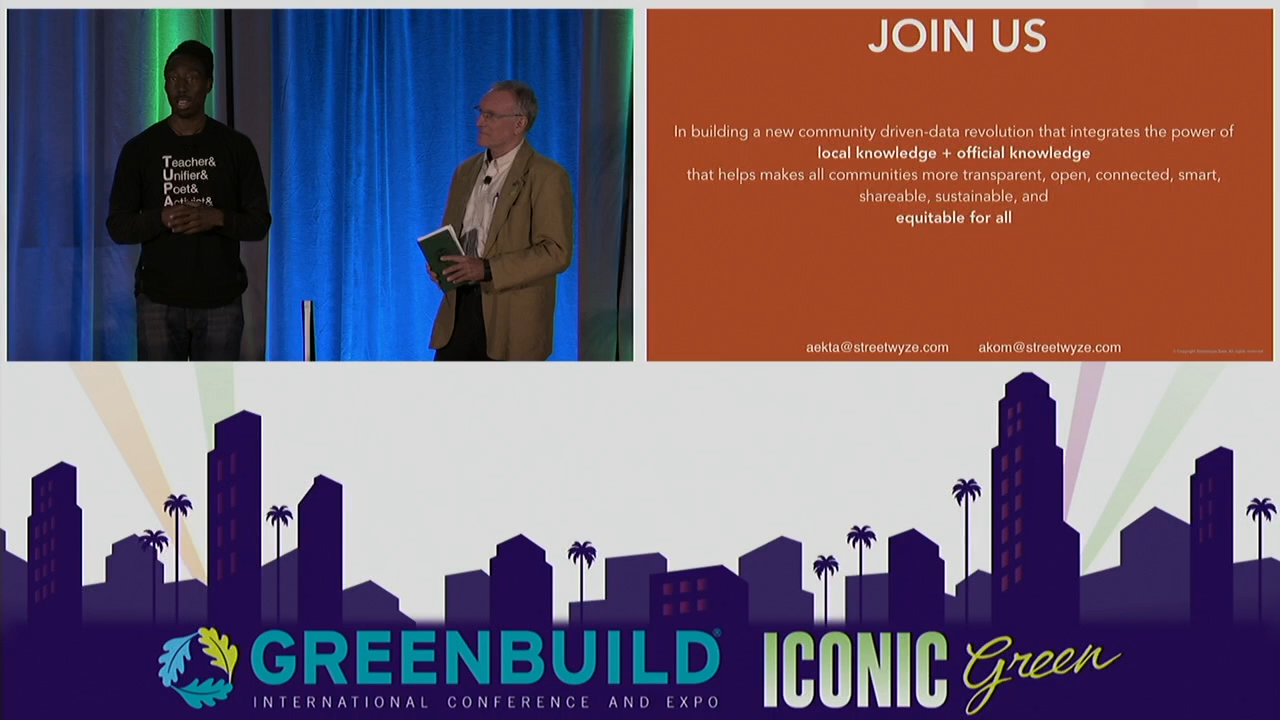 Teacher&
Unifier&
Poet&
Activist&
JOIN US
In building a new community driven-data revolution that integrates the power of
local knowledge + official knowledge
that helps makes all communities more transparent, open, connected, smart,
shareable, sustainable, and
equitable for all
aekta@streetwyze.com akom@streetwyze.com
GREENBUILD®
INTERNATIONAL CONFERENCE AND EXPO
ICONIC Green